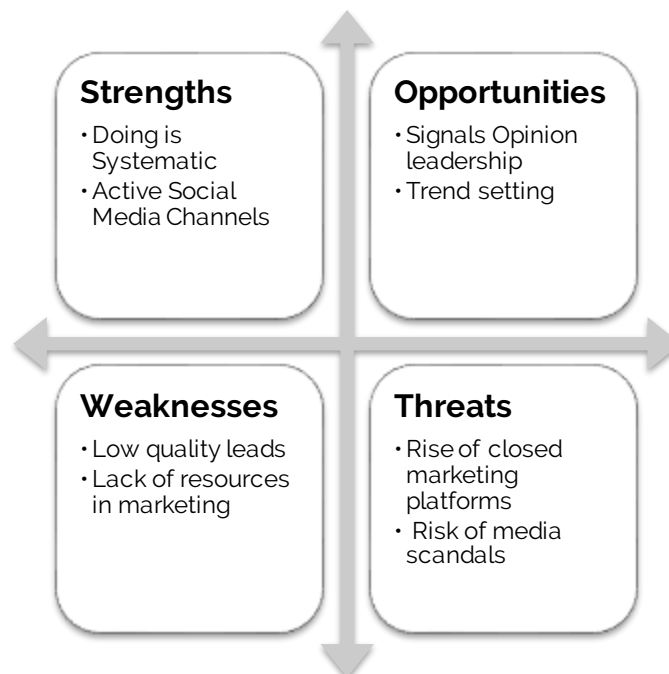 Strengths
• Doing is
Systematic
• Active Social
Media Channels
Opportunities
• Signals Opinion
leadership
• Trend setting
Weaknesses
• Low quality leads
• Lack of resources
in marketing
Threats
• Rise of closed
marketing
platforms
• Risk of media
scandals